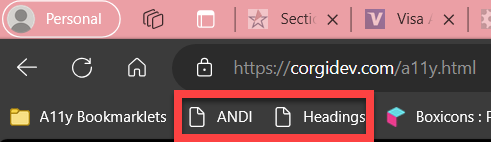 Personal Sectio Visa A
https://corgidev.com/a11y.html
A11y Bookmarklets ANDI Headings Boxicons : P